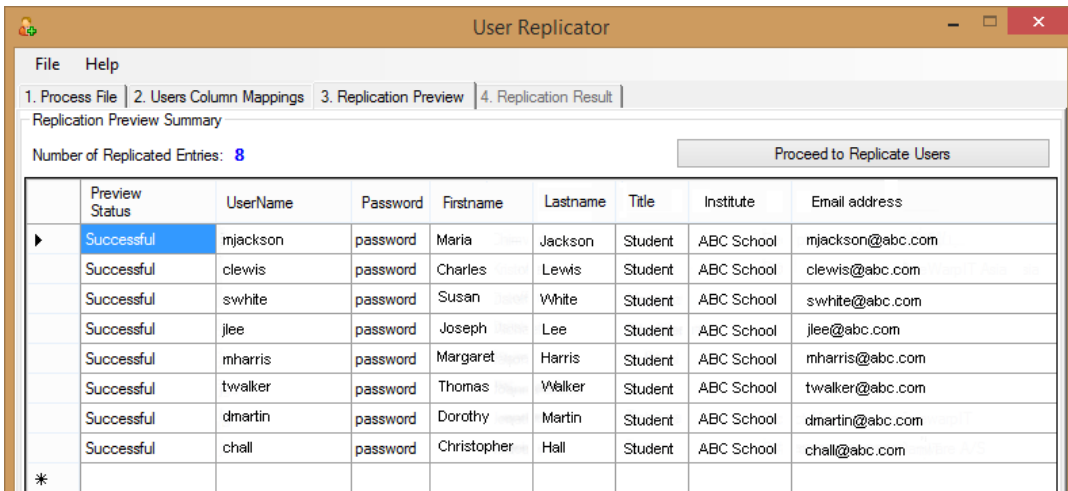 User Replicator
File Help
1. Process File 2. Users Column Mappings 3. Replication Preview 4. Replication Result
Replication Preview Summary
Number of Replicated Entries: 8 Proceed to Replicate Users
Preview Status UserName Password Firstname Lastname Title Institute Email address
Successful mjackson password Maria Jackson Student ABC School mjackson@abc.com
Successful clewis password Charles Lewis Student ABC School clewis@abc.com
Successful swhite password Susan White Student ABC School swhite@abc.com
Successful jlee password Joseph Lee Student ABC School jlee@abc.com
Successful mharris password Margaret Harris Student ABC School mharris@abc.com
Successful twalker password Thomas Walker Student ABC School twalker@abc.com
Successful dmartin password Dorothy Martin Student ABC School dmartin@abc.com
Successful chall password Christopher Hall Student ABC School chall@abc.com